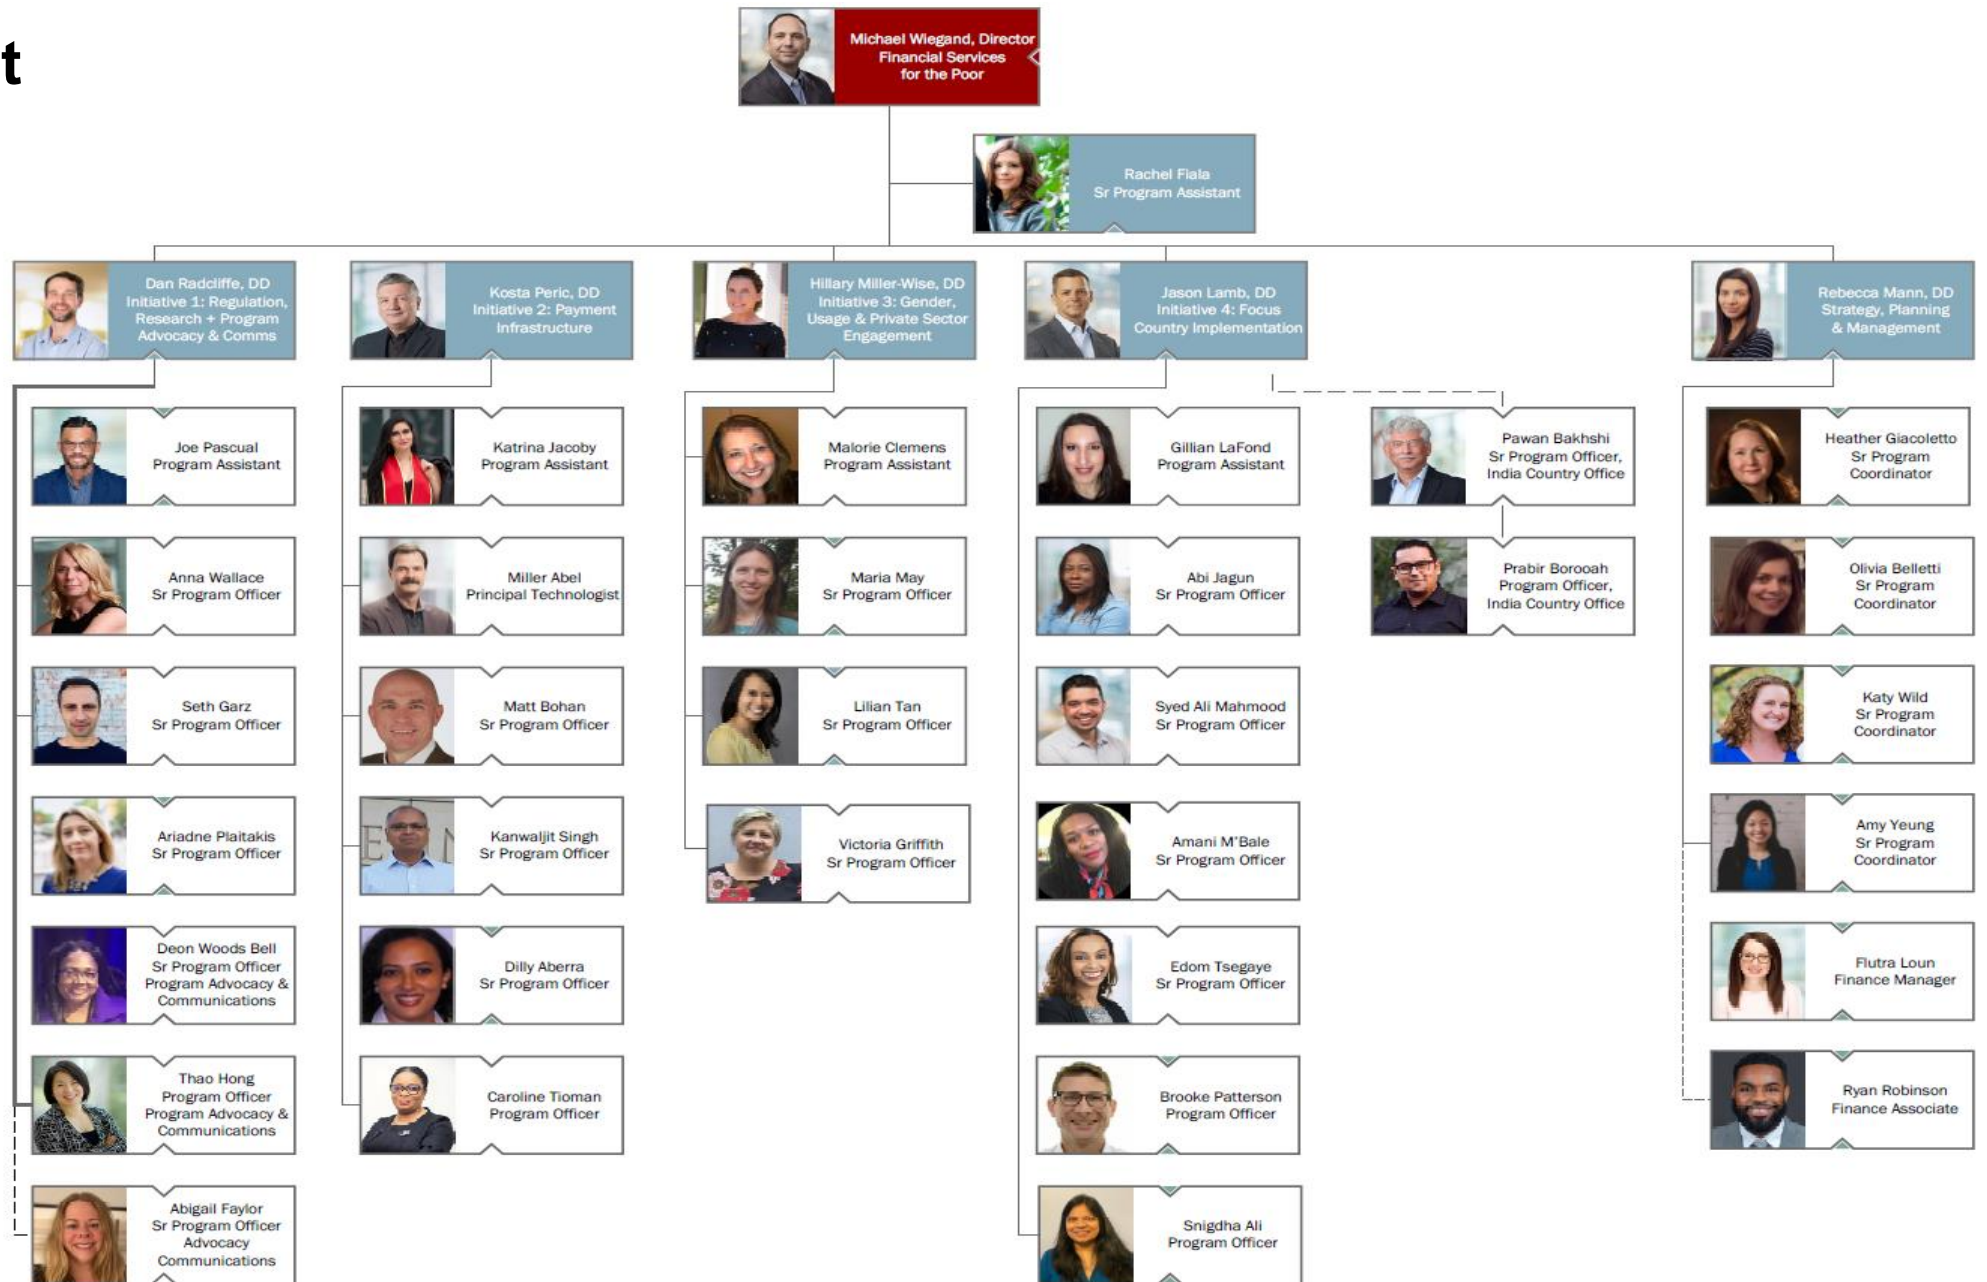 t
Michael Wiegand, Director
Financial Services
for the Poor
Rachel Fiala
Sr Program Assistant
Dan Radcliffe, DD
Initiative 1: Regulation,
Research + Program
Advocacy & Comms
Kosta Peric, DD
Initiative 2: Payment
Infrastructure
Hillary Miller-Wise, DD
Initiative 3: Gender,
Usage & Private Sector
Engagement
Jason Lamb, DD
Initiative 4: Focus
Country Implementation
Rebecca Mann, DD
Strategy, Planning
& Management
Joe Pascual
Program Assistant
Anna Wallace
Sr Program Officer
Seth Garz
Sr Program Officer
Ariadne Plaitakis
Sr Program Officer
Deon Woods Bell
Sr Program Officer
Program Advocacy &
Communications
Thao Hong
Program Officer
Program Advocacy &
Communications
Abigail Faylor
Sr Program Officer
Advocacy
Communications
Katrina Jacoby
Program Assistant
Miller Abel
Principal Technologist
Matt Bohan
Sr Program Officer
Kanwaljit Singh
Sr Program Officer
Dilly Aberra
Sr Program Officer
Caroline Tioman
Program Officer
Malorie Clemens
Program Assistant
Maria May
Sr Program Officer
Lilian Tan
Sr Program Officer
Victoria Griffith
Sr Program Officer
Gillian LaFond
Program Assistant
Abi Jagun
Sr Program Officer
Syed Ali Mahmood
Sr Program Officer
Amani M'Bale
Sr Program Officer
Edom Tsegaye
Sr Program Officer
Brooke Patterson
Program Officer
Snigdha Ali
Program Officer
Pawan Bakhshi
Sr Program Officer,
India Country Office
Prabir Borooah
Program Officer,
India Country Office
Heather Giacoletto
Sr Program
Coordinator
Olivia Belletti
Sr Program
Coordinator
Katy Wild
Sr Program
Coordinator
Amy Yeung
Sr Program
Coordinator
Flutra Loun
Finance Manager
Ryan Robinson
Finance Associate